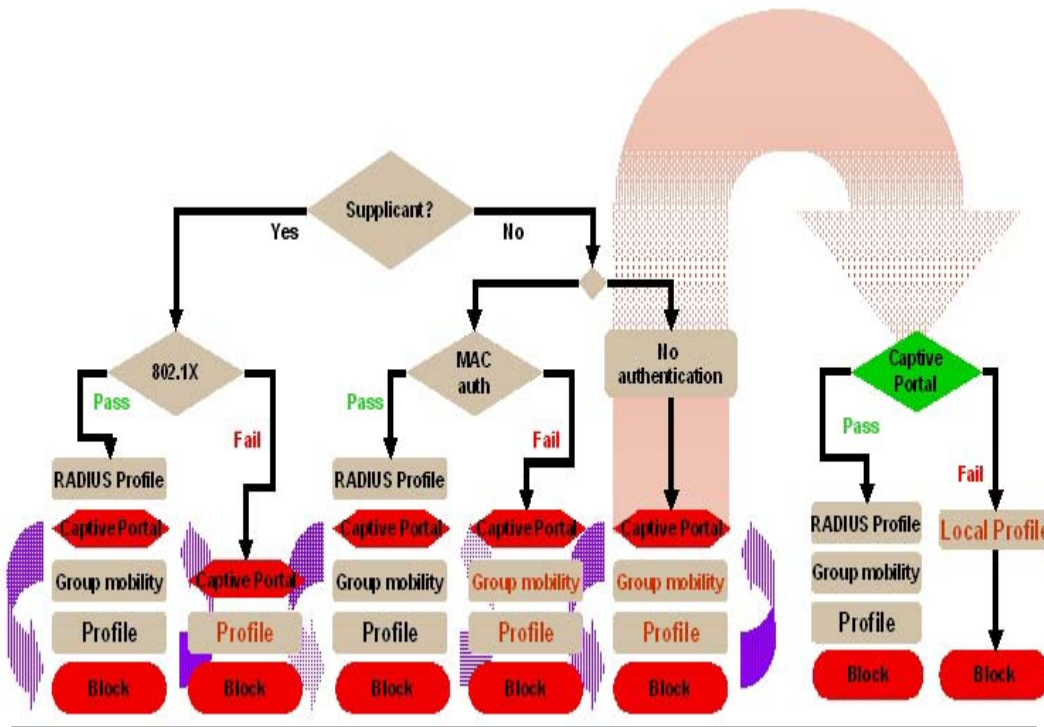 Supplicant?
Yes
No
802.1X
MAC
auth
No
authentication
Captive
Portal
Pass
Fail
Pass
Fail
Pass
Fail
RADIUS Profile
Captive Portal
Group mobility
Profile
Block
Captive Portal
Profile
Block
RADIUS Profile
Captive Portal
Group mobility
Profile
Block
Captive Portal
Group mobility
Profile
Block
Captive Portal
Group mobility
Profile
Block
RADIUS Profile
Group mobility
Profile
Block
Local Profile
Block